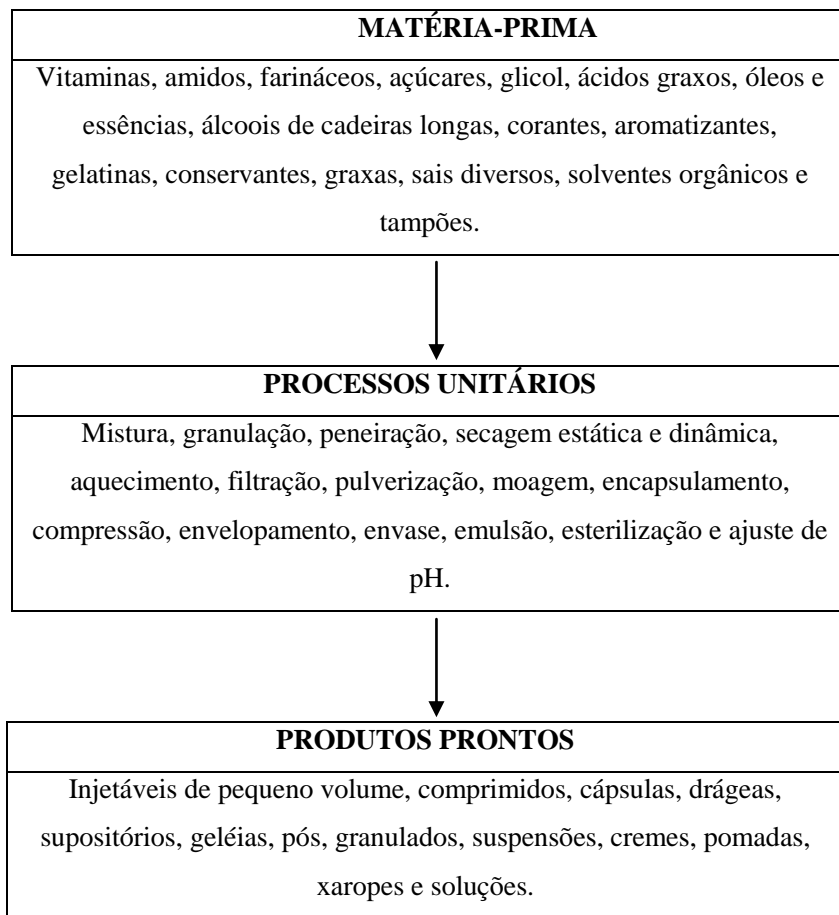 MATÉRIA-PRIMA
Vitaminas, amidos, farináceos, açúcares, glicol, ácidos graxos, óleos e
essências, álcoois de cadeiras longas, corantes, aromatizantes,
gelatinas, conservantes, graxas, sais diversos, solventes orgânicos e
tampões.
PROCESSOS UNITÁRIOS
Mistura, granulação, peneiração, secagem estática e dinâmica,
aquecimento, filtração, pulverização, moagem, encapsulamento,
compressão, envelopamento, envase, emulsão, esterilização e ajuste de
pH.
PRODUTOS PRONTOS
Injetáveis de pequeno volume, comprimidos, cápsulas, drágeas,
supositórios, geléias, pós, granulados, suspensões, cremes, pomadas,
xaropes e soluções.